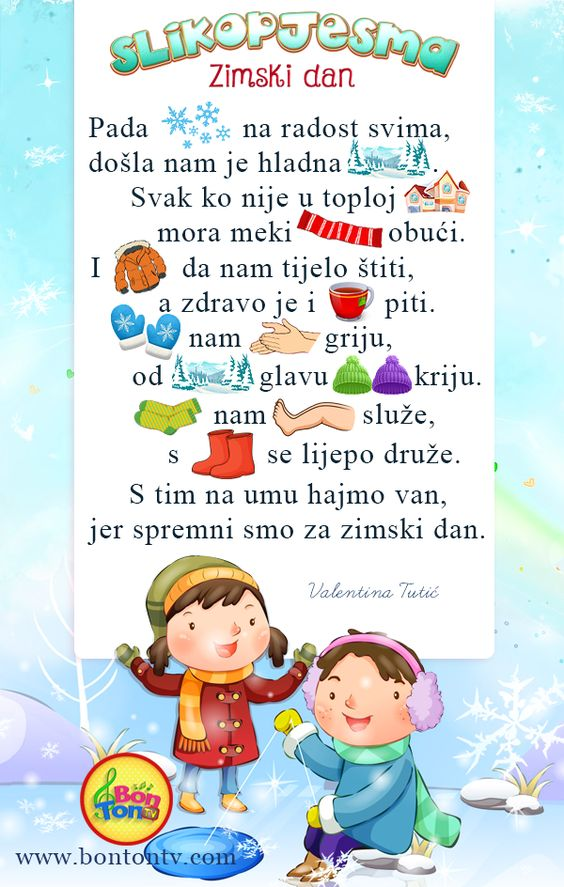 SLIKOPJESMA
Zimski dan
Pada na radost svima,
došla nam je hladna .
Svak ko nije u toploj
mora meki obući.
I da nam tijelo štiti,
a zdravo je i piti.
nam griju,
od glavu kriju.
nam služe,
s se lijepo druže.
S tim na umu hajmo van,
jer spremni smo za zimski dan.
Valentina Tutić
Bon
Ton
TV
www.bontontv.com